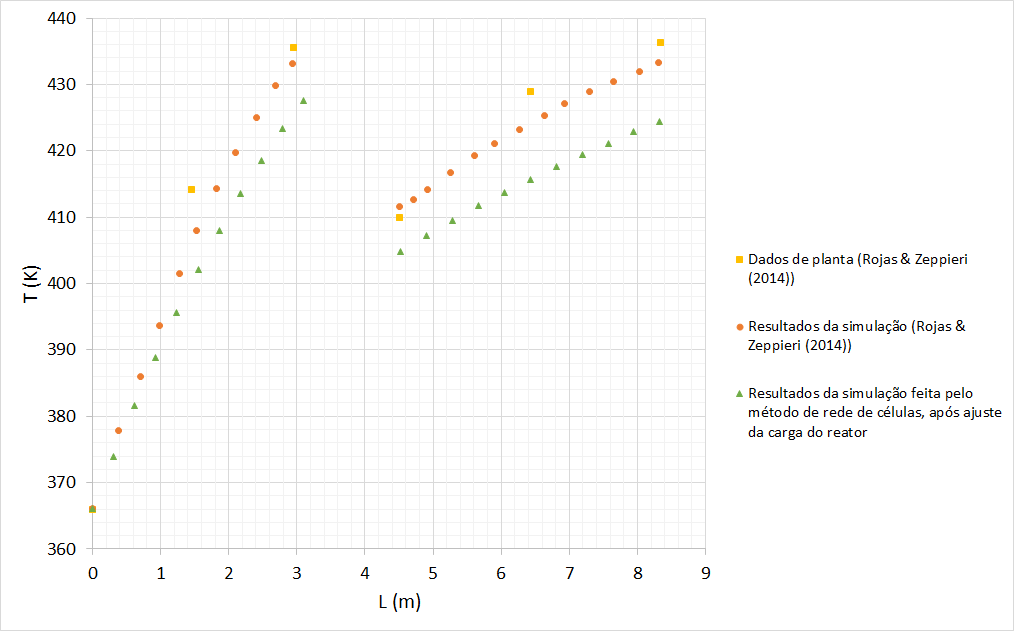 440
430
420
410
400
390
380
370
360
T (K)
0 1 2 3 4 5 6 7 8 9
L (m)
Dados de planta (Rojas & Zeppieri
(2014))
Resultados da simulação (Rojas &
Zeppieri (2014))
Resultados da simulação feita pelo
método de rede de células, após ajuste
da carga do reator